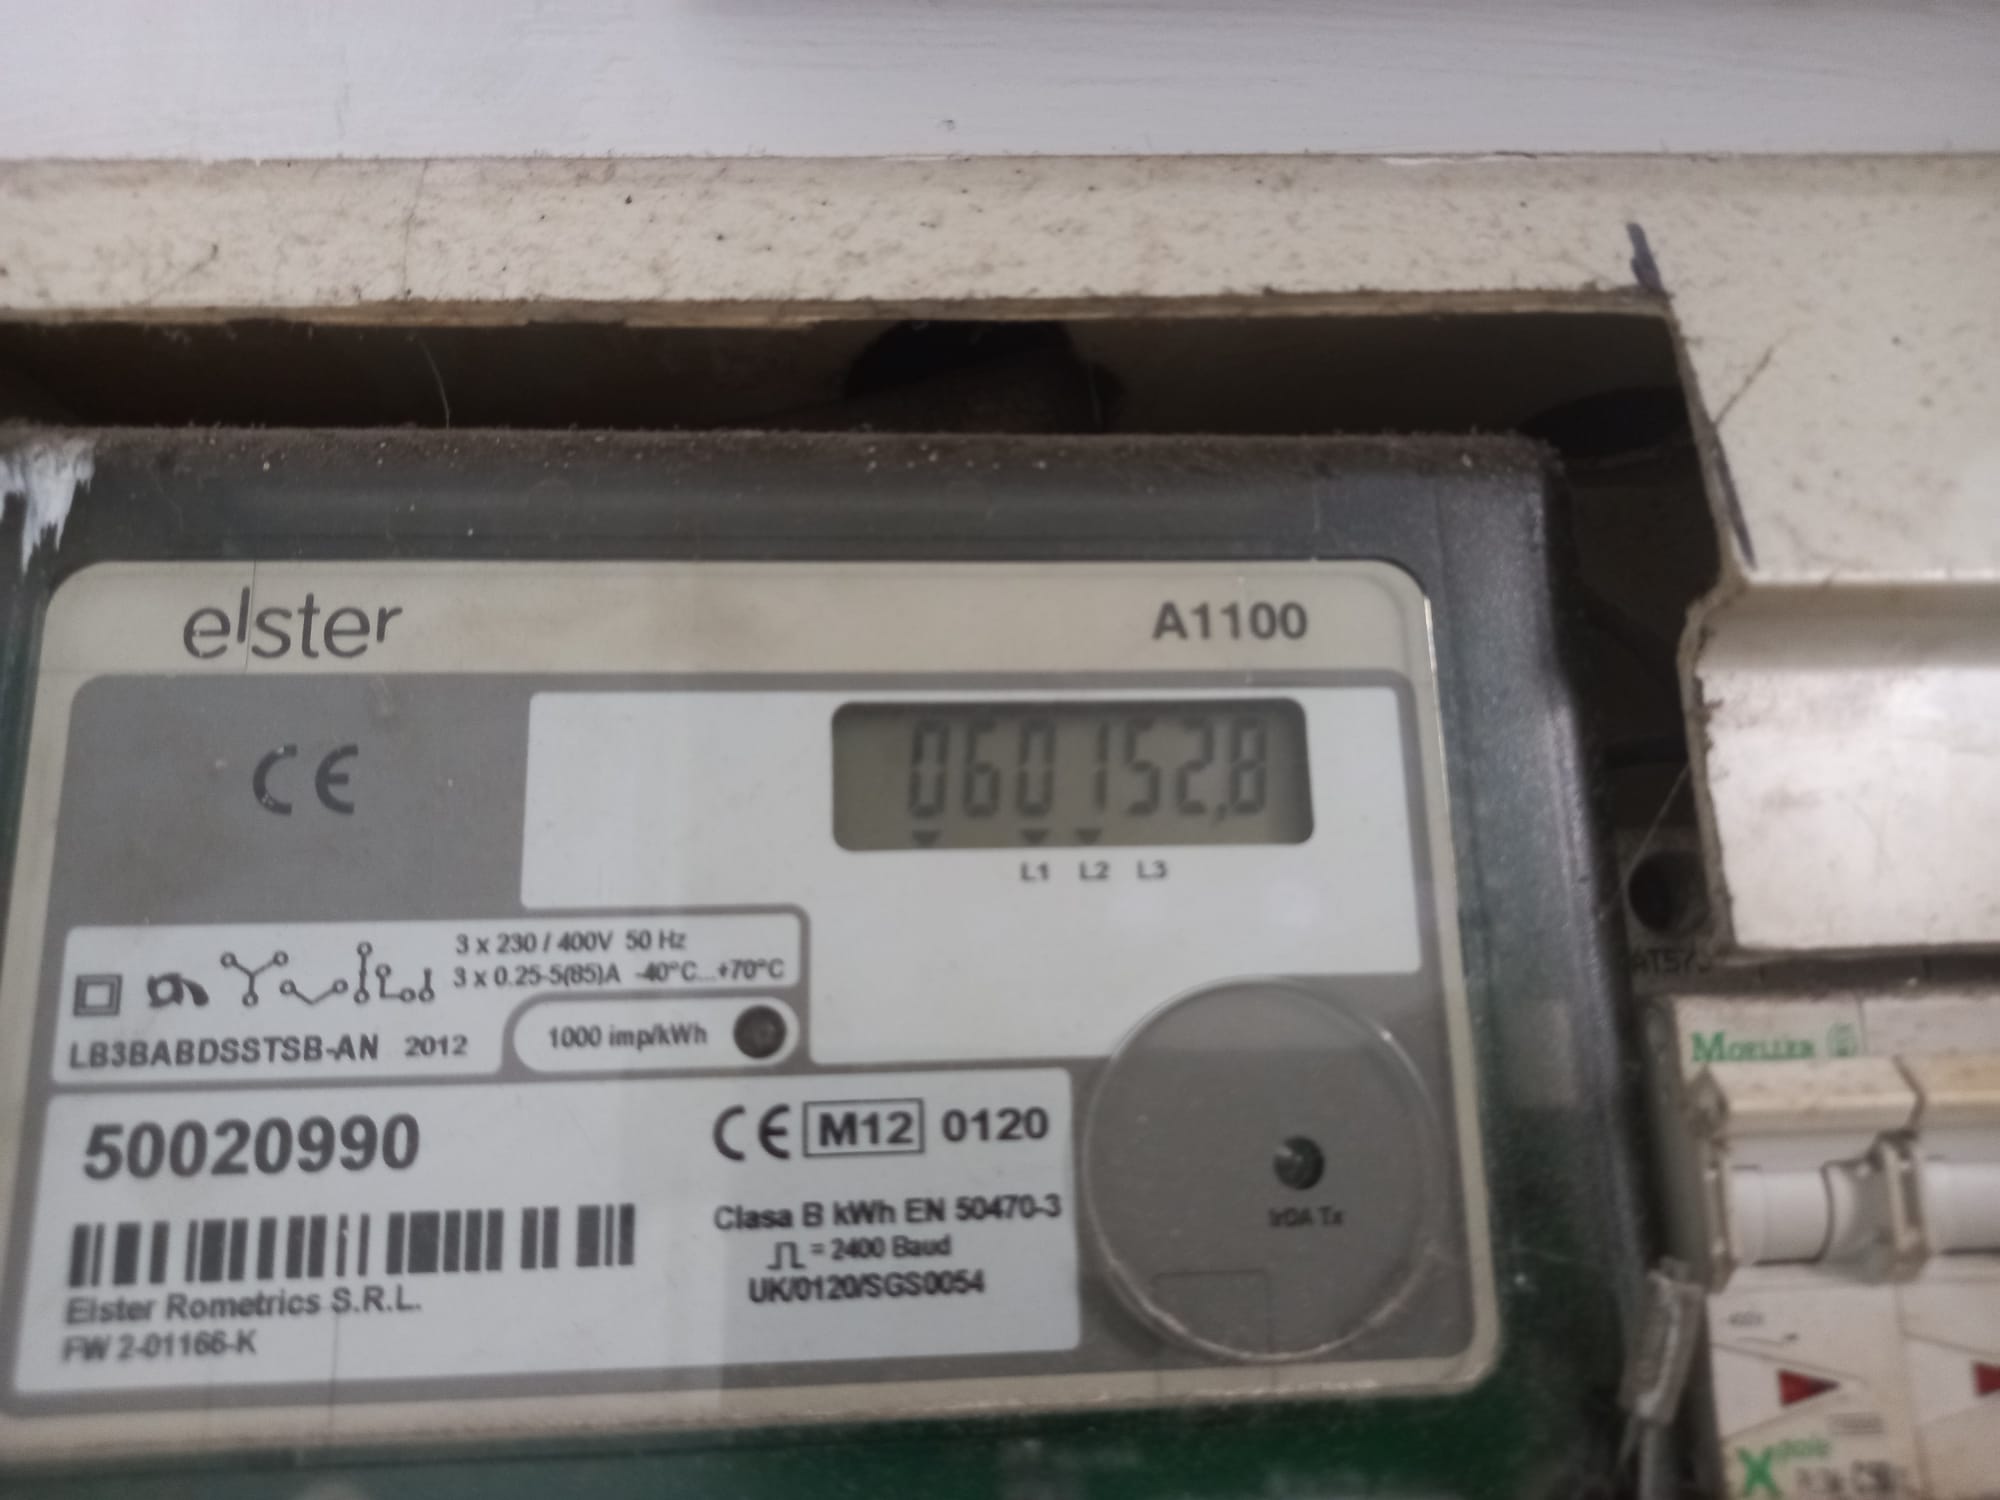 elster
A1100
CE
060152,8
L1 L2 L3
3 x 230 / 400V 50 Hz
3 x 0.25-5(85)A -40°C...+70°C
LB3BABDSSTSB-AN 2012
1000 imp/kWh
50020990
CE M12 0120
Clasa B kWh EN 50470-3
= 2400 Baud
UK/0120/SGS0054
Elster Rometrics S.R.L.
FW 2-01166-K
IrDA Tx
MOELLER